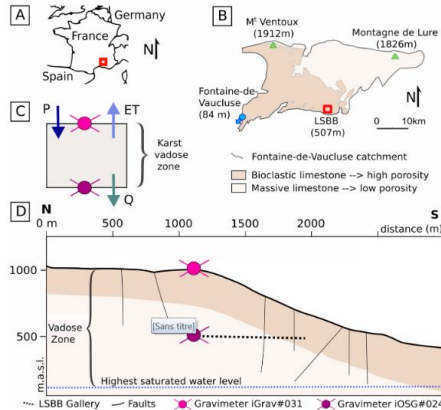 A
Germany
France
Spain
N
B
Mt Ventoux
(1912m)
Montagne de Lure
(1826m)
Fontaine-de-
Vaucluse
(84 m)
LSBB
(507m)
N
0 10km
Fontaine-de-Vaucluse catchment
Bioclastic limestone --> high porosity
Massive limestone --> low porosity
C
P
ET
Karst
vadose
zone
Q
D
N
S
0 m
500
1000
1500
2000
distance (m)
1000
500
m.a.s.l.
Vadose
Zone
[Sans titre]
Highest saturated water level
LSBB Gallery
Faults
Gravimeter iGrav#031
Gravimeter iOSG#024